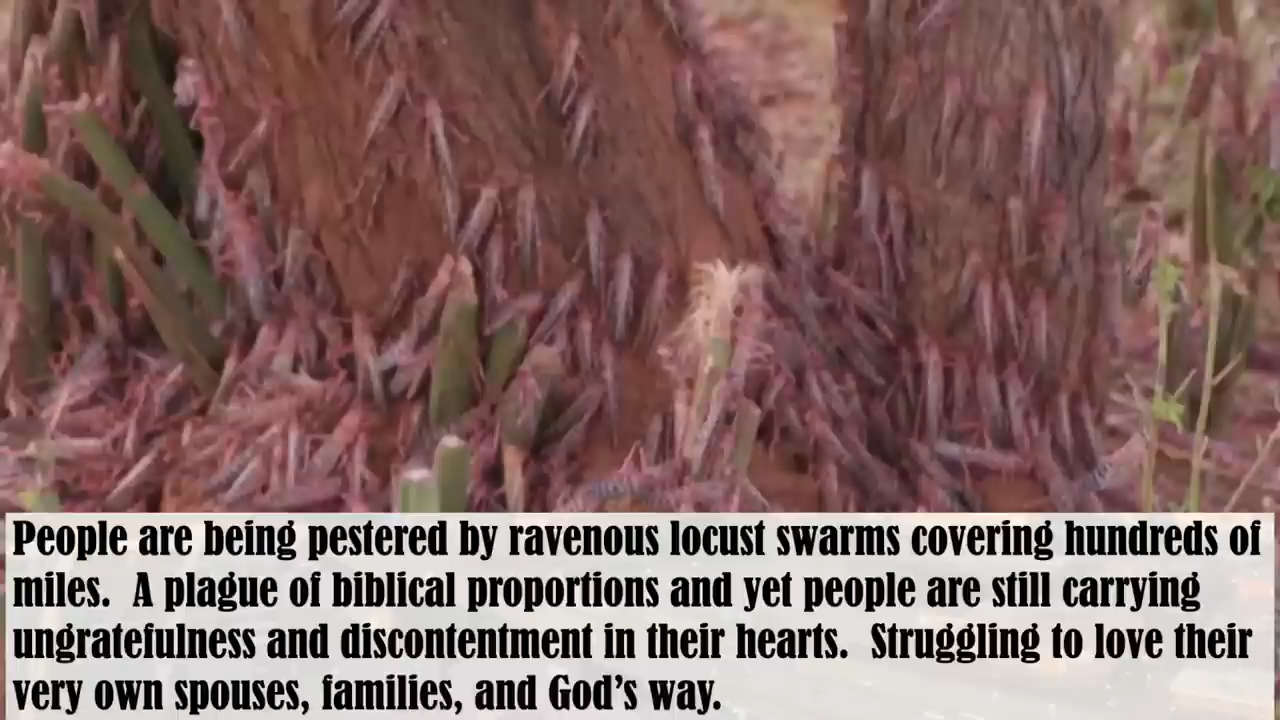 People are being pestered by ravenous locust swarms covering hundreds of
miles.  A plague of biblical proportions and yet people are still carrying
ungratefulness and discontentment in their hearts.  Struggling to love their
very own spouses, families, and God's way.